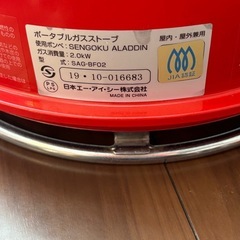 ポータブルガスストーブ
屋内・屋外兼用
使用ボンベ：SENGOKU ALADDIN
ガス消費量：2.0kW
型　　式：SAG-BF02
JIA認証
19・10-016683
日本エー・アイ・シー株式会社
MADE IN CHINA